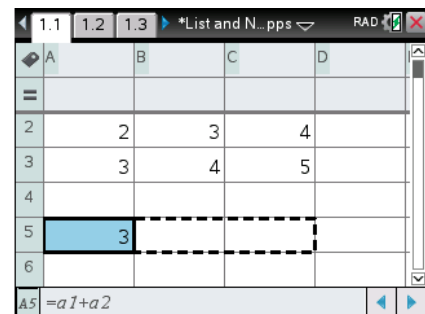 1.1 1.2 1.3 *List and N...pps RAD
A B C D
=
2 2 3 4
3 3 4 5
4
5 3
6
A5 =a1+a2